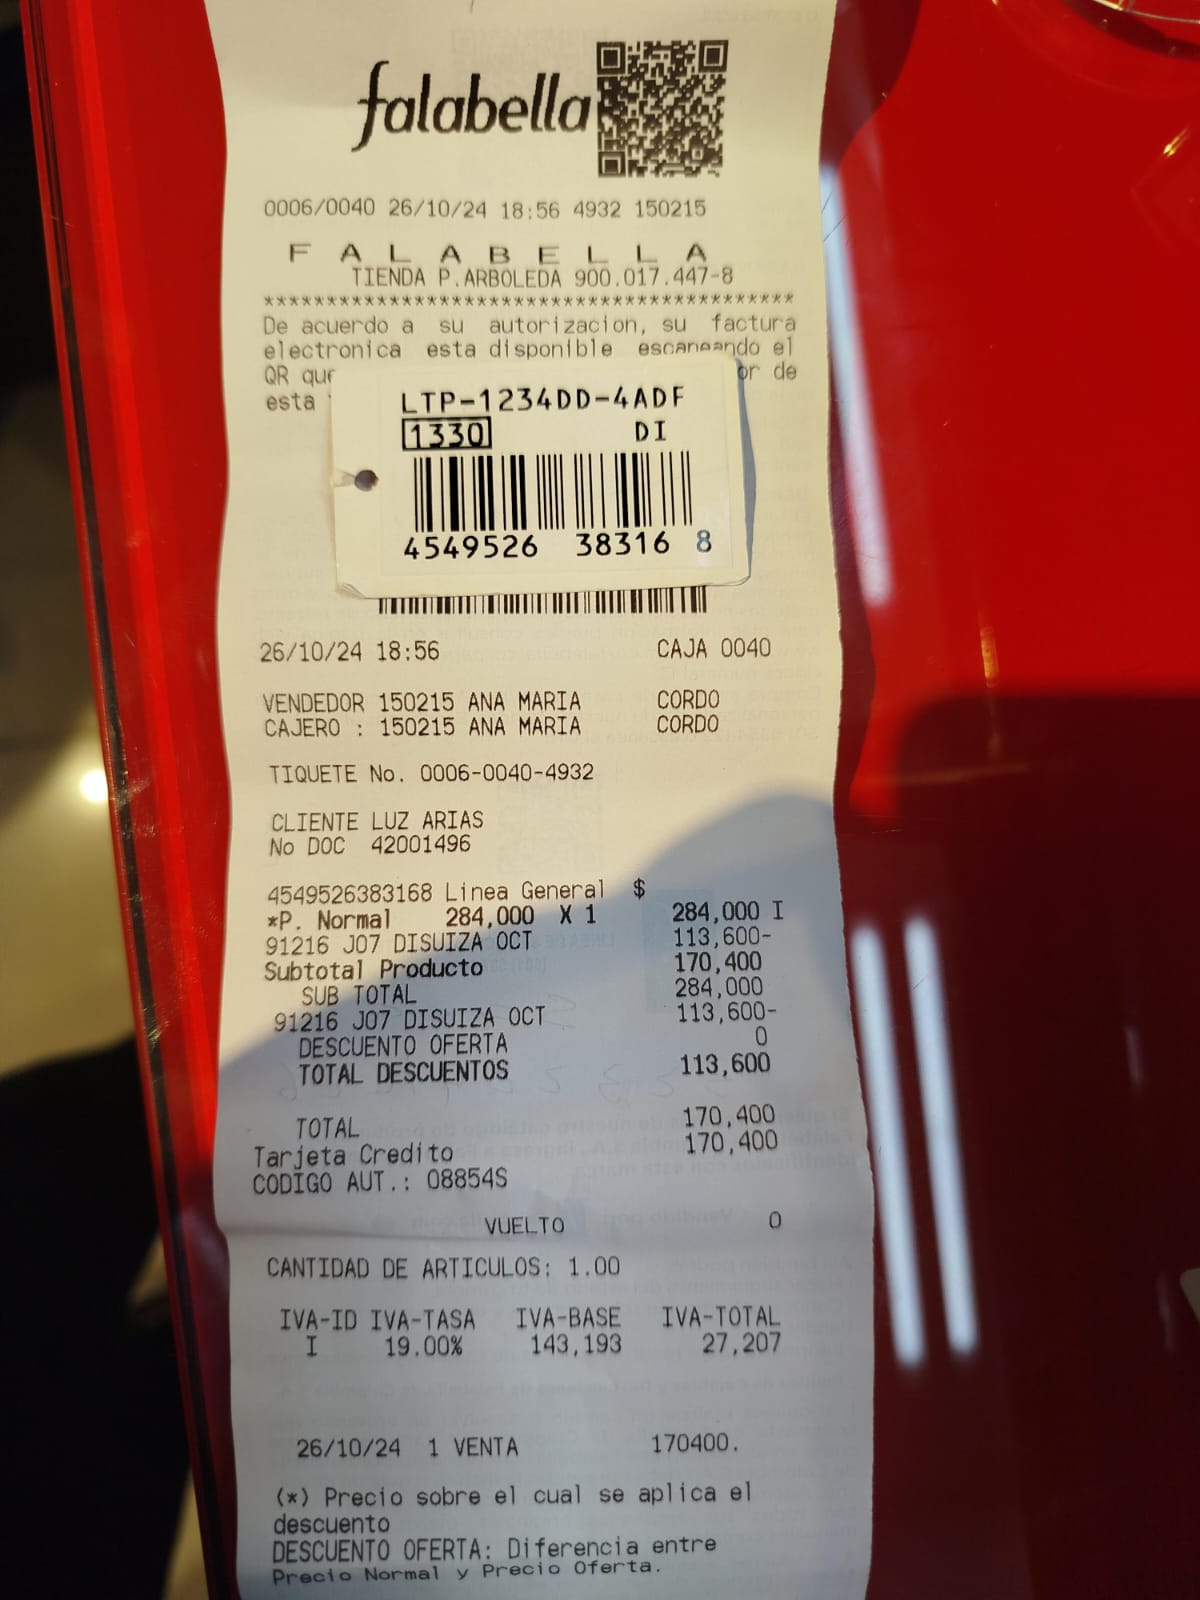 falabella
0006/0040 26/10/24 18:56 4932 150215
F A L A B E L L A
TIENDA P.ARBOLEDA 900.017.447-8
******************************************
De acuerdo a su autorizacion, su factura
electronica esta disponible escaneando el
QR que or de
esta
LTP-1234DD-4ADF
1330 DI
4549526 38316 8
26/10/24 18:56 CAJA 0040
VENDEDOR 150215 ANA MARIA CORDO
CAJERO : 150215 ANA MARIA CORDO
TIQUETE No. 0006-0040-4932
CLIENTE LUZ ARIAS
No DOC 42001496
4549526383168 Linea General $
*P. Normal 284,000 X 1 284,000 I
91216 J07 DISUIZA OCT 113,600-
Subtotal Producto 170,400
SUB TOTAL 284,000
91216 J07 DISUIZA OCT 113,600-
DESCUENTO OFERTA 0
TOTAL DESCUENTOS 113,600
TOTAL 170,400
Tarjeta Credito 170,400
CODIGO AUT.: 08854S
VUELTO 0
CANTIDAD DE ARTICULOS: 1.00
IVA-ID IVA-TASA IVA-BASE IVA-TOTAL
I 19.00% 143,193 27,207
26/10/24 1 VENTA 170400.
(*) Precio sobre el cual se aplica el
descuento
DESCUENTO OFERTA: Diferencia entre
Precio Normal y Precio Oferta.